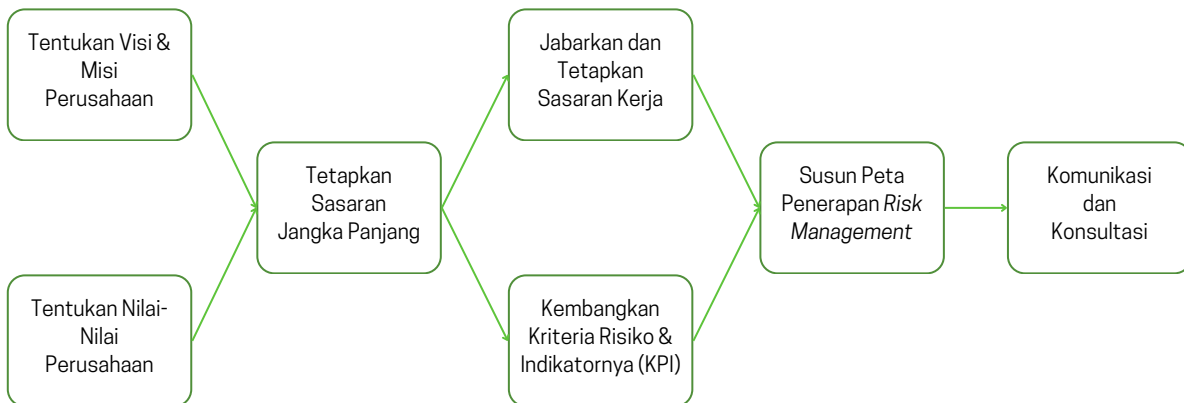 Tentukan Visi &
Misi
Perusahaan
Tentukan Nilai-
Nilai
Perusahaan
Tetapkan
Sasaran
Jangka Panjang
Jabarkan dan
Tetapkan
Sasaran Kerja
Kembangkan
Kriteria Risiko &
Indikatornya (KPI)
Susun Peta
Penerapan Risk
Management
Komunikasi
dan
Konsultasi